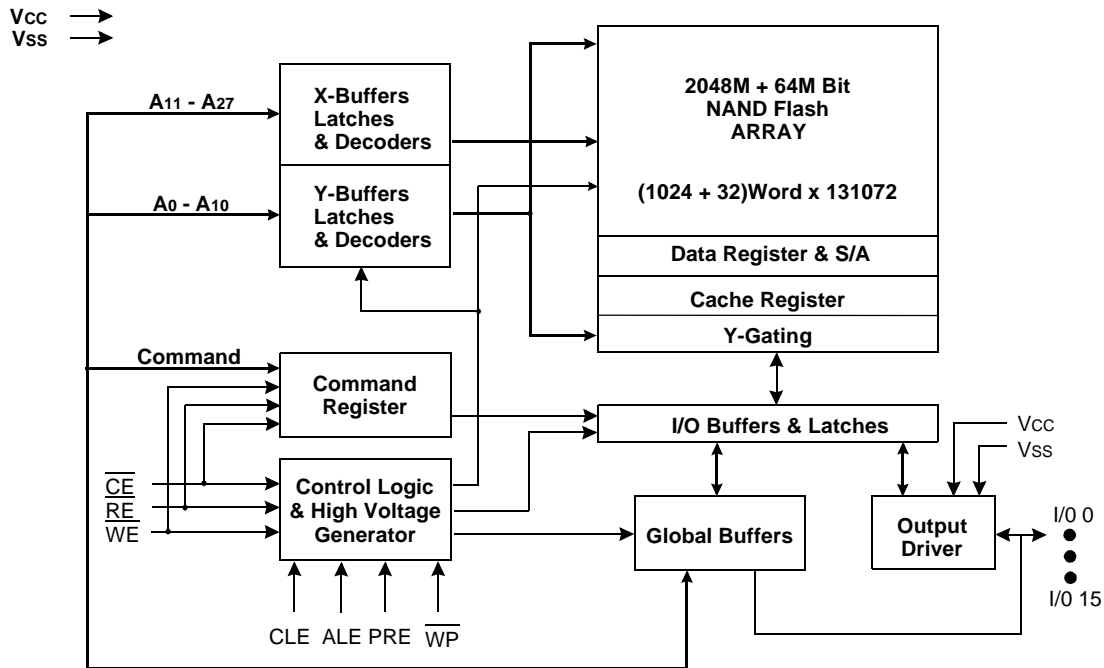 VCC
VSS
A11 - A27
X-Buffers
Latches
& Decoders
A0 - A10
Y-Buffers
Latches
& Decoders
2048M + 64M Bit
NAND Flash
ARRAY
(1024 + 32)Word x 131072
Data Register & S/A
Cache Register
Y-Gating
Command
Command
Register
I/O Buffers & Latches
VCC
VSS
CE
RE
WE
Control Logic
& High Voltage
Generator
Global Buffers
Output
Driver
I/0 0
I/0 15
CLE
ALE
PRE
WP